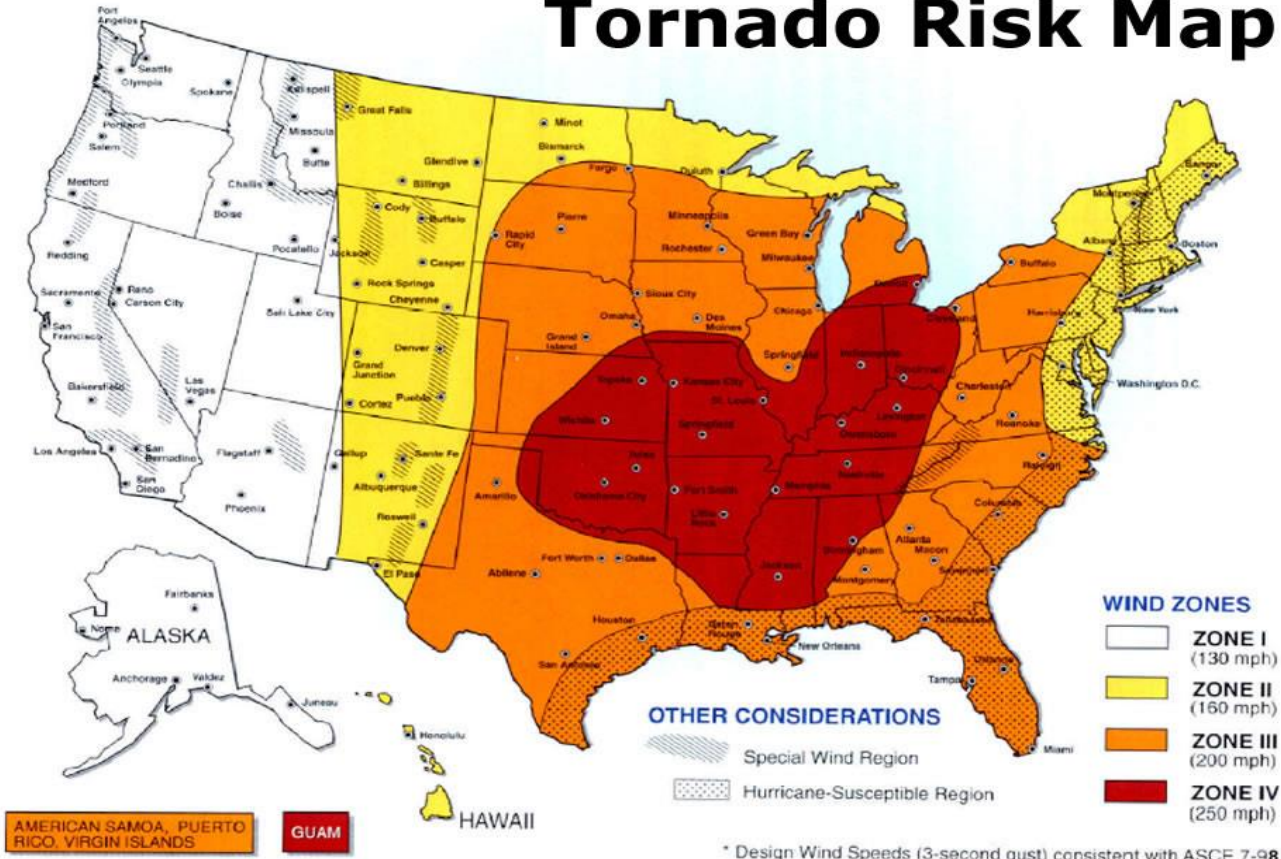 Tornado Risk Map
Port
Angeles
Seattle
Olympia
Spokane
Portland
Salem
Medford
Kalispell
Missoula
Butte
Challis
Boise
Pocatello
Great Falls
Glendive
Billings
Cody
Buffalo
Jackson
Casper
Rock Springs
Cheyenne
Minot
Bismarck
Fargo
Duluth
Pierre
Rapid
City
Minneapolis
Rochester
Green Bay
Milwaukee
Sioux City
Des
Moines
Omaha
Grand
Island
Chicago
Detroit
Cleveland
Buffalo
Bangor
Montpelier
Albany
Boston
New York
Harrisburg
Washington D.C.
Redding
Sacramento
Reno
Carson City
San
Francisco
Salt Lake City
Bakersfield
Las
Vegas
Los Angeles
San
Bernadino
San
Diego
Flagstaff
Phoenix
Denver
Grand
Junction
Pueblo
Cortez
Gallup
Sante Fe
Albuquerque
Roswell
El Paso
Topeka
Kansas City
Wichita
St. Louis
Springfield
Springfield
Indianapolis
Cincinnati
Lexington
Owensboro
Charleston
Roanoke
Raleigh
Tulsa
Oklahoma City
Fort Smith
Little
Rock
Memphis
Nashville
Amarillo
Abilene
Fort Worth
Dallas
Jackson
Birmingham
Montgomery
Atlanta
Macon
Columbia
Savannah
Houston
San Antonio
Baton
Rouge
New Orleans
Tallahassee
Orlando
Tampa
Miami
Fairbanks
Nome
ALASKA
Anchorage
Valdez
Juneau
Honolulu
HAWAII
AMERICAN SAMOA, PUERTO
RICO, VIRGIN ISLANDS
GUAM
OTHER CONSIDERATIONS
Special Wind Region
Hurricane-Susceptible Region
WIND ZONES
ZONE I
(130 mph)
ZONE II
(160 mph)
ZONE III
(200 mph)
ZONE IV
(250 mph)
* Design Wind Speeds (3-second gust) consistent with ASCE 7-98